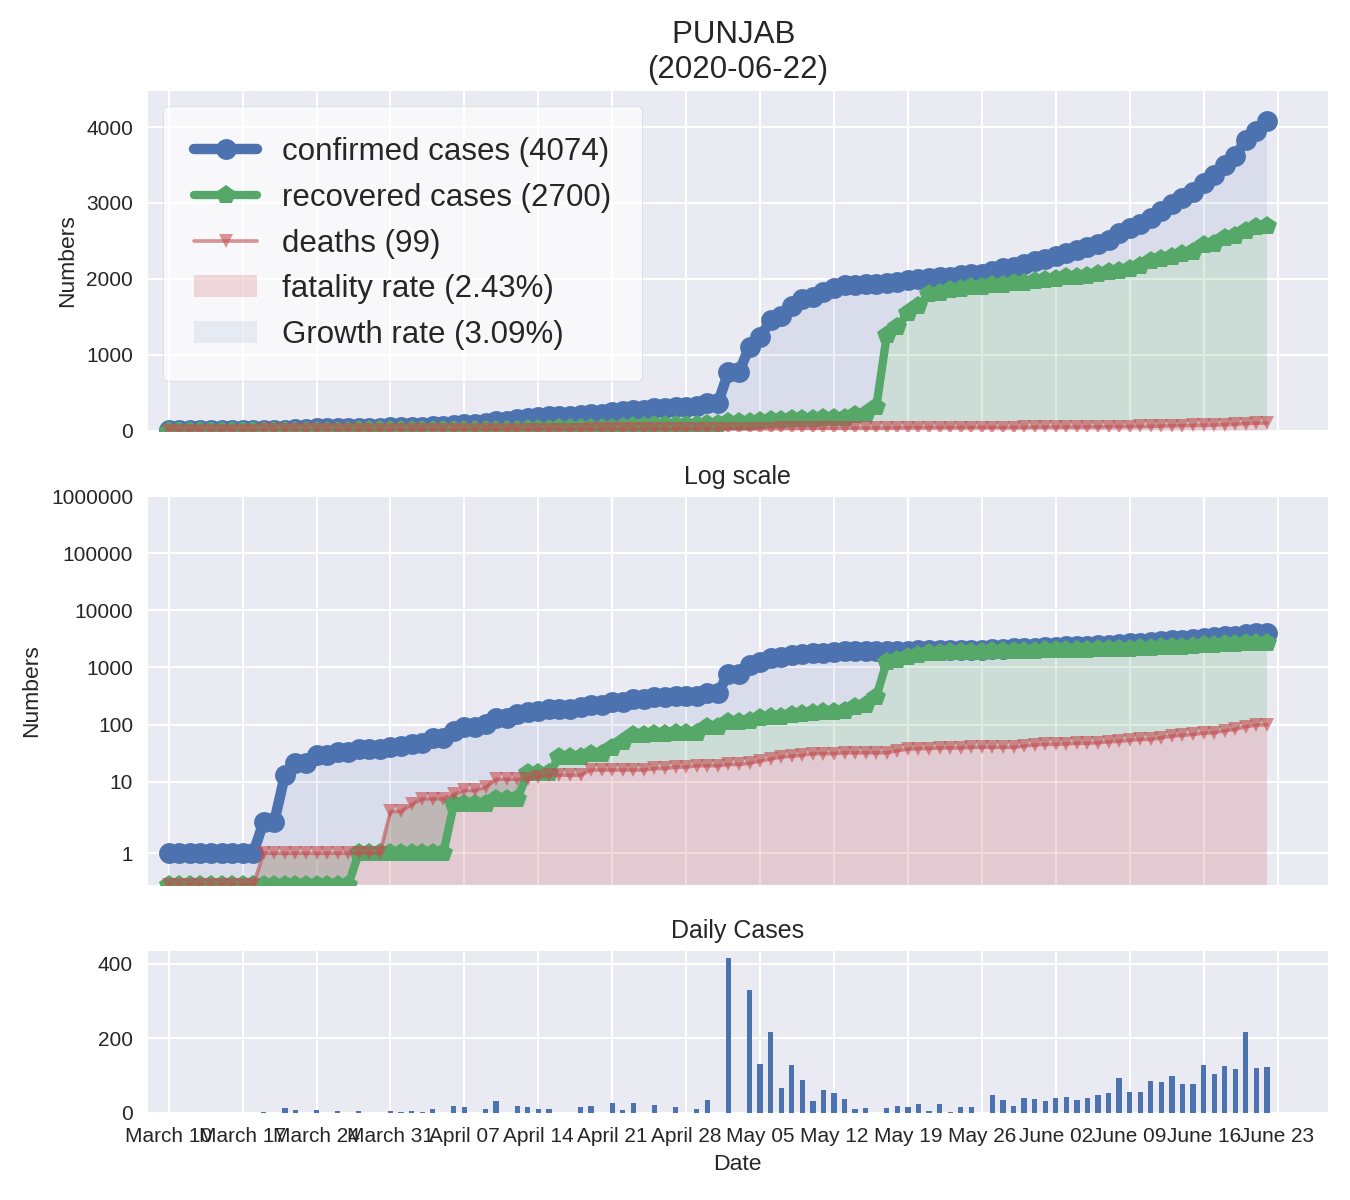 PUNJAB
(2020-06-22)
Numbers
4000
3000
2000
1000
0
confirmed cases (4074)
recovered cases (2700)
deaths (99)
fatality rate (2.43%)
Growth rate (3.09%)
Log scale
Numbers
1000000
100000
10000
1000
100
10
1
Daily Cases
400
200
0
March 10 March 17 March 24 March 31 April 07 April 14 April 21 April 28 May 05 May 12 May 19 May 26 June 02 June 09 June 16 June 23
Date